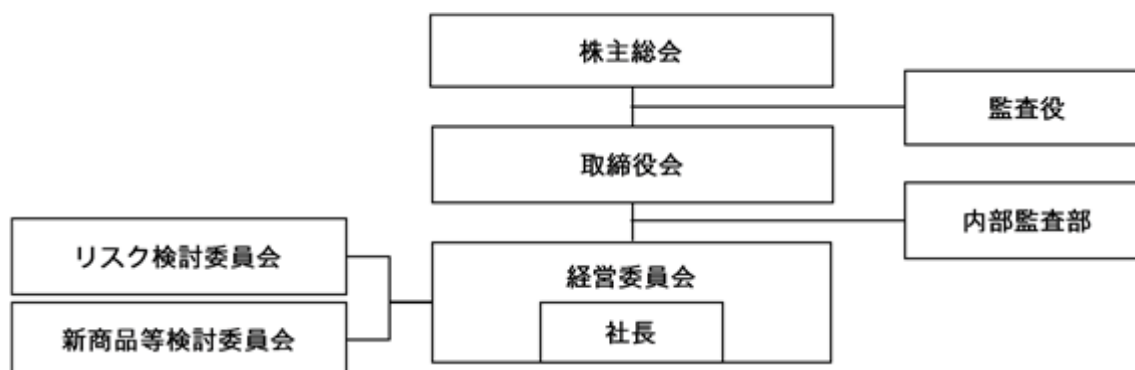 株主総会
監査役
取締役会
内部監査部
リスク検討委員会
経営委員会
新商品等検討委員会
社長